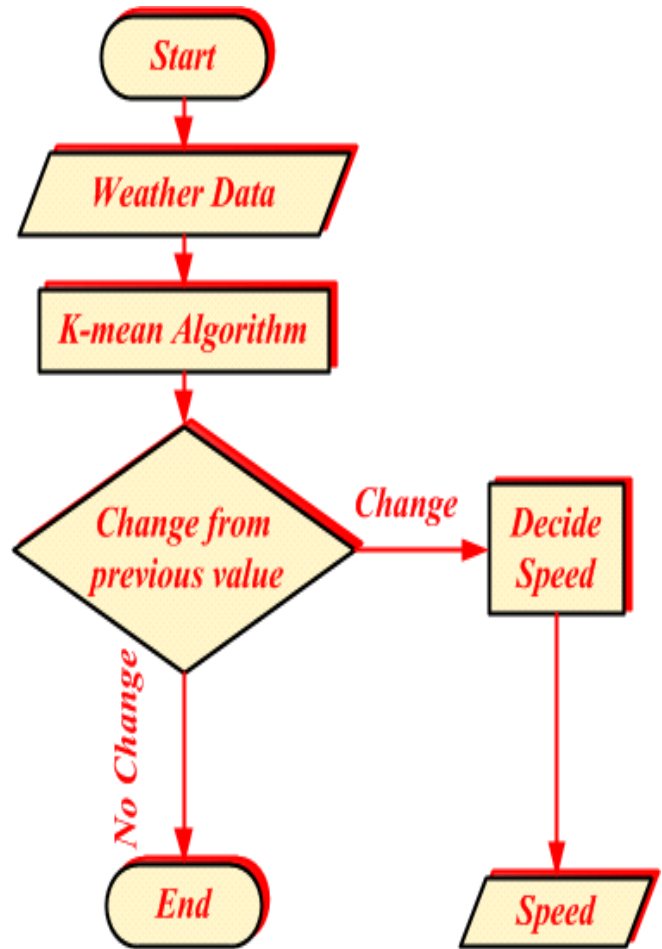 Start
Weather Data
K-mean Algorithm
Change from
previous value
Change
Decide
Speed
No Change
End
Speed